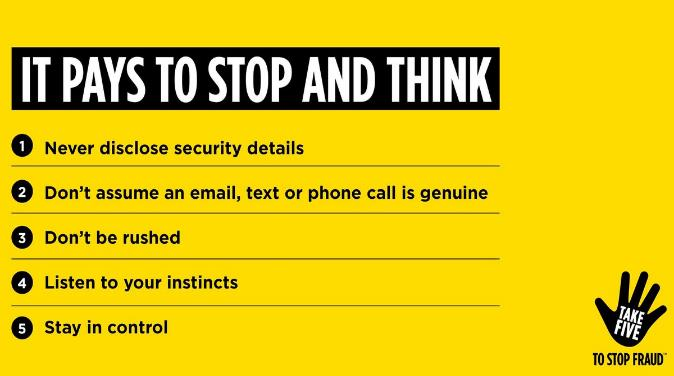 IT PAYS TO STOP AND THINK
1 Never disclose security details
2 Don’t assume an email, text or phone call is genuine
3 Don’t be rushed
4 Listen to your instincts
5 Stay in control
TAKE
FIVE
TO STOP FRAUD™